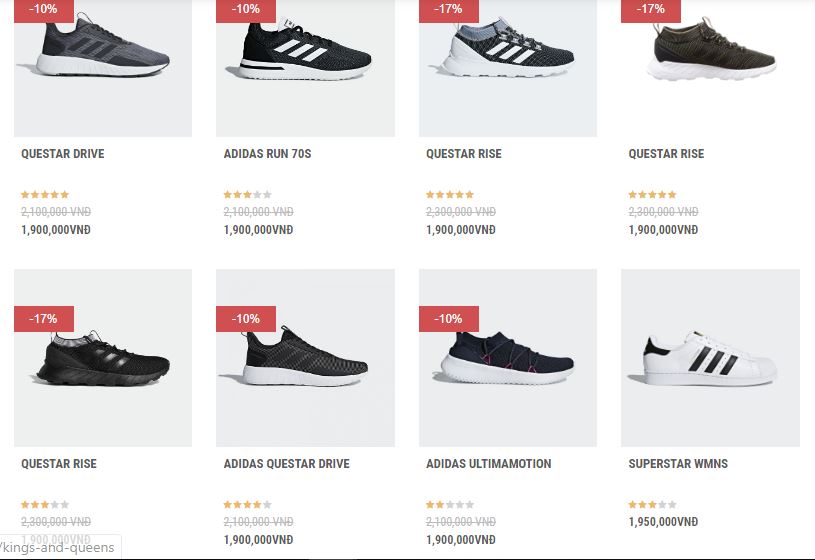 -10%
-10%
-17%
-17%
QUESTAR DRIVE
ADIDAS RUN 70S
QUESTAR RISE
QUESTAR RISE
2,100,000 VNĐ
2,100,000 VNĐ
2,300,000 VNĐ
2,300,000 VNĐ
1,900,000VNĐ
1,900,000VNĐ
1,900,000VNĐ
1,900,000VNĐ
-17%
-10%
-10%
QUESTAR RISE
ADIDAS QUESTAR DRIVE
ADIDAS ULTIMAMOTION
SUPERSTAR WMNS
2,300,000 VNĐ
2,100,000 VNĐ
2,100,000 VNĐ
1,950,000VNĐ
1,900,000VNĐ
1,900,000VNĐ
1,900,000VNĐ
/kings-and-queens